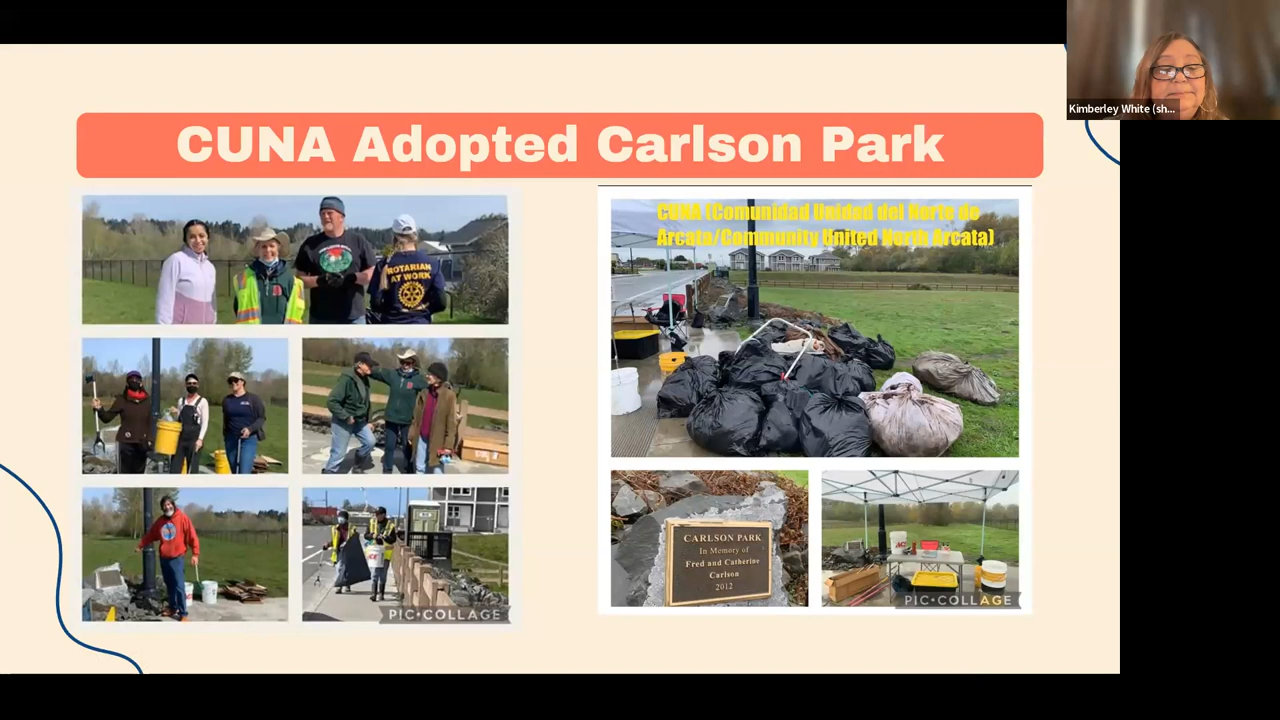 Kimberley White (sh...
CUNA Adopted Carlson Park
ROTARIAN
AT WORK
PIC•COLLAGE
CUNA (Comunidad Unidad del Norte de
Arcata/Community United North Arcata)
CARLSON PARK
In Memory of
Fred and Catherine
Carlson
2012
PIC•COLLAGE